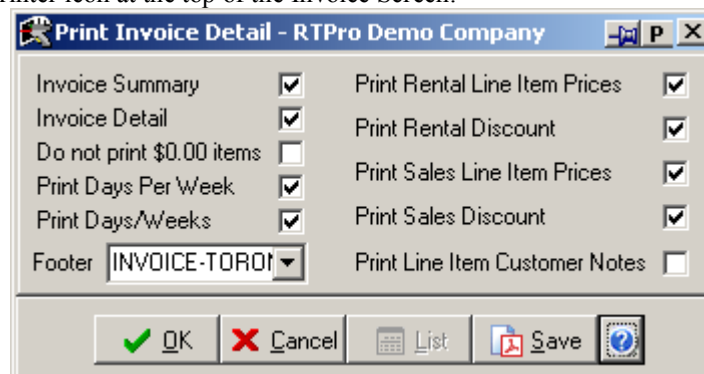 Printer icon at the top of the Invoice Screen.
Print Invoice Detail - RTPro Demo Company P X
Invoice Summary
Invoice Detail
Do not print $0.00 items
Print Days Per Week
Print Days/Weeks
Footer INVOICE-TORON
Print Rental Line Item Prices
Print Rental Discount
Print Sales Line Item Prices
Print Sales Discount
Print Line Item Customer Notes
OK Cancel List Save ?